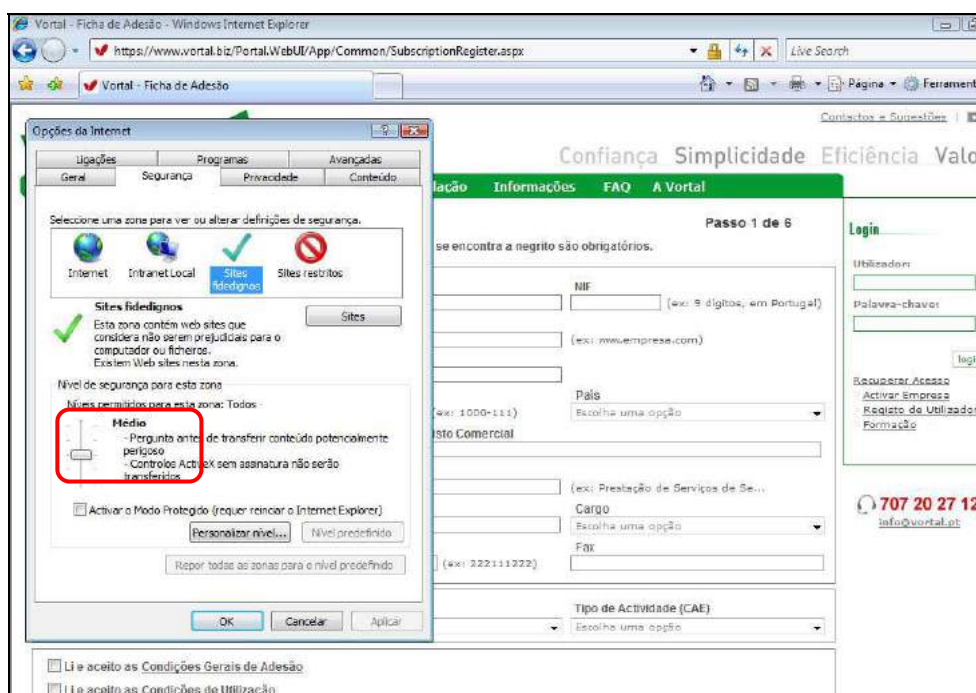 Vortal - Ficha de Adesão - Windows Internet Explorer
https://www.vortal.biz/Portal.WebUI/App/Common/SubscriptionRegister.aspx
Live Search
Vortal - Ficha de Adesão
Página
Ferrament
Contactos e Sugestões
Confiança Simplicidade Eficiência Valo
lação Informações FAQ A Vortal
Opções da Internet
Ligações Programas Avançadas
Geral Segurança Privacidade Conteúdo
Seleccione uma zona para ver ou alterar definições de segurança.
Internet Intranet Local Sites fidedignos Sites restritos
Sites fidedignos
Sites
Esta zona contém web sites que
considera não serem prejudiciais para o
computador ou ficheiros.
Existem Web sites nesta zona.
Nível de segurança para esta zona
Níveis permitidos para esta zona: Todos
Médio
- Pergunta antes de transferir conteúdo potencialmente
perigoso
- Controlos ActiveX sem assinatura não serão
transferidos
Activar o Modo Protegido (requer reiniciar o Internet Explorer)
Personalizar nível... Nível predefinido
Repor todas as zonas para o nível predefinido
OK Cancelar Aplicar
Passo 1 de 6
se encontra a negrito são obrigatórios.
NIF
(ex: 9 dígitos, em Portugal)
(ex: www.empresa.com)
País
(ex: 1000-111) Escolha uma opção
isto Comercial
(ex: Prestação de Serviços de Se...
Cargo
Escolha uma opção
Fax
(ex: 222111222)
Tipo de Actividade (CAE)
Escolha uma opção
Li e aceito as Condições Gerais de Adesão
Li e aceito as Condições de Utilização
Login
Utilizador:
Palavra-chave:
logi
Recuperar Acesso
Activar Empresa
Registo de Utilizado
Formação
707 20 27 12
info@vortal.pt